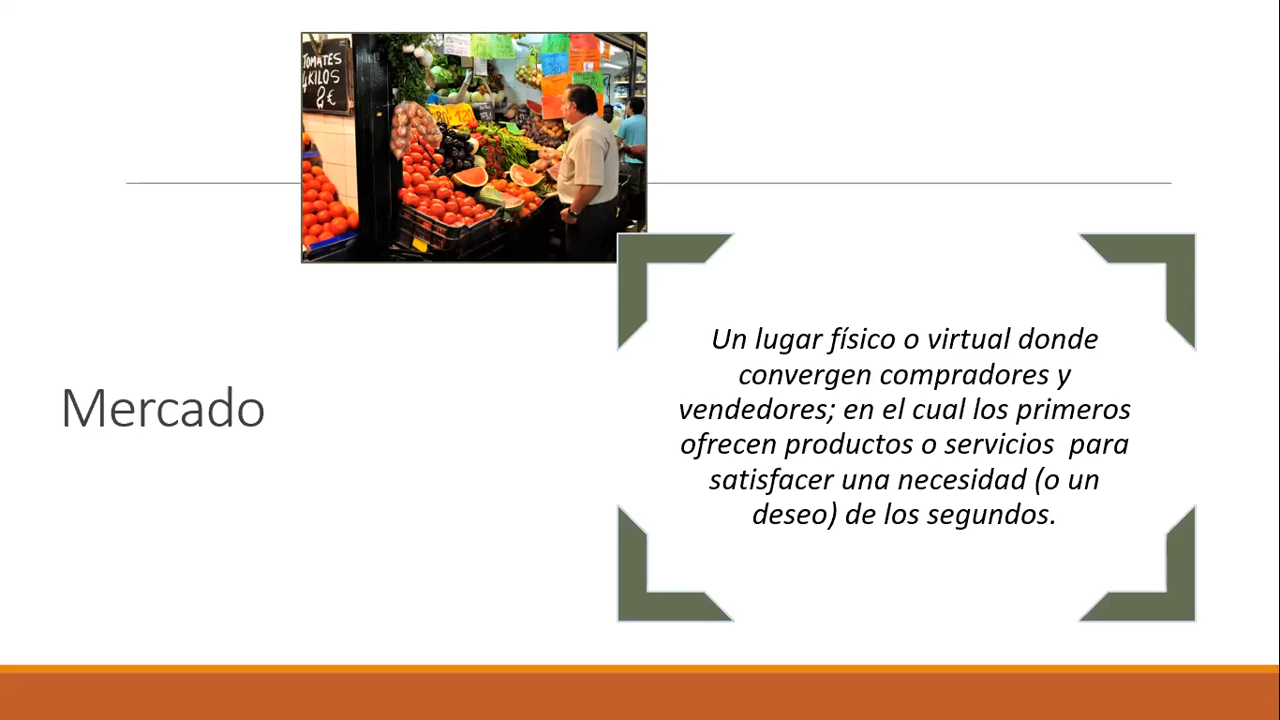 TOMATES
4 KILOS
2 €
Mercado
Un lugar físico o virtual donde
convergen compradores y
vendedores; en el cual los primeros
ofrecen productos o servicios  para
satisfacer una necesidad (o un
deseo) de los segundos.